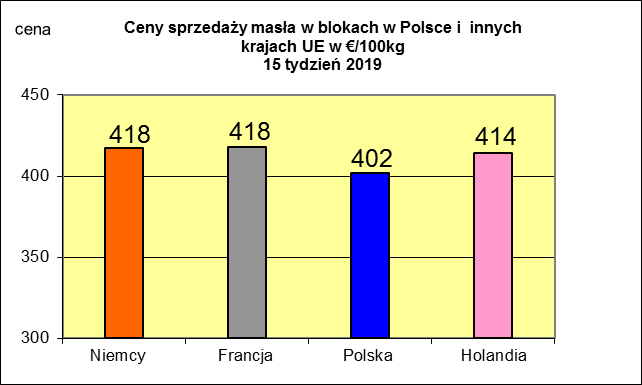 cena
Ceny sprzedaży masła w blokach w Polsce i  innych
krajach UE w €/100kg
15 tydzień 2019
450
400
350
300
418
418
402
414
Niemcy
Francja
Polska
Holandia